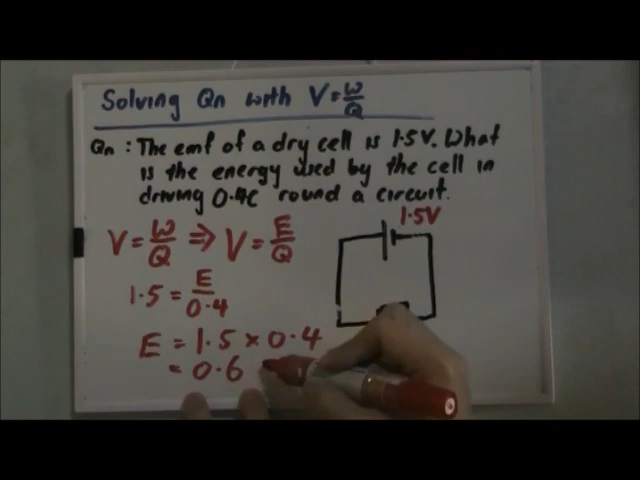 Solving Qn with V = W/Q
Qn : The emf of a dry cell is 1.5V. What
is the energy used by the cell in
driving 0.4C round a circuit.
1.5V
V = W/Q ⇒ V = E/Q
1.5 = E/0.4
E = 1.5 × 0.4
= 0.6